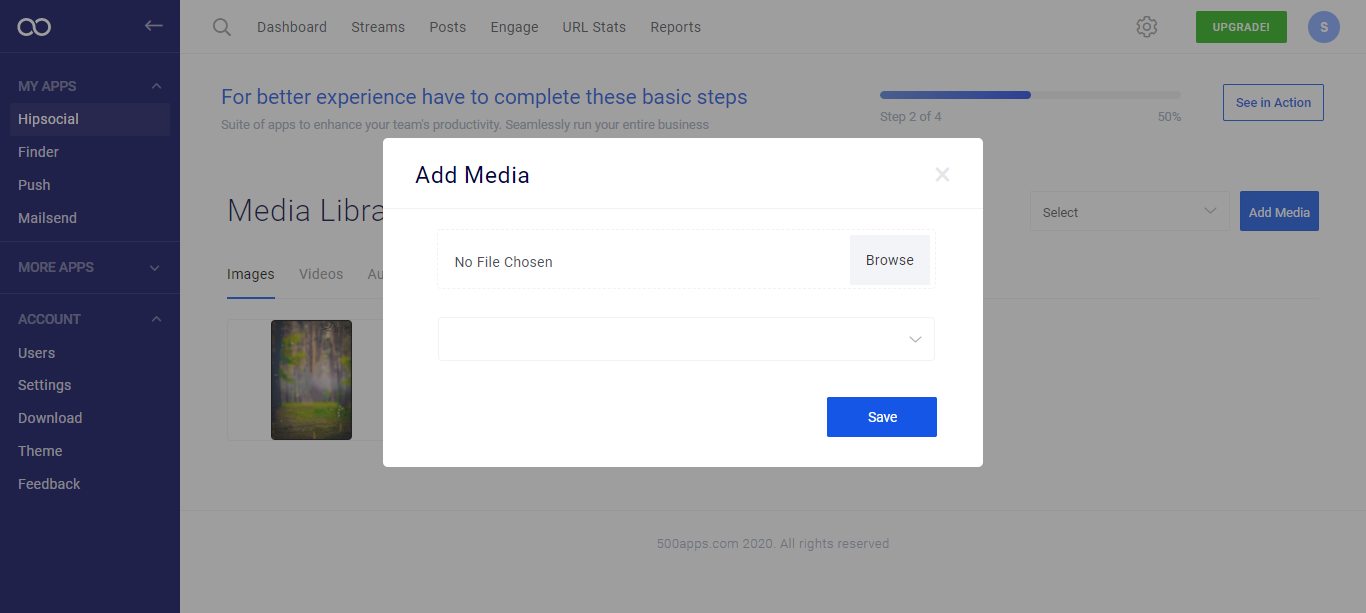 Dashboard Streams Posts Engage URL Stats Reports UPGRADE! S
MY APPS
Hipsocial
Finder
Push
Mailsend
MORE APPS
ACCOUNT
Users
Settings
Download
Theme
Feedback
For better experience have to complete these basic steps
Suite of apps to enhance your team's productivity. Seamlessly run your entire business
Step 2 of 4 50%
See in Action
Media Libra
Select
Add Media
Images Videos Au
Add Media
No File Chosen
Browse
Save
500apps.com 2020. All rights reserved